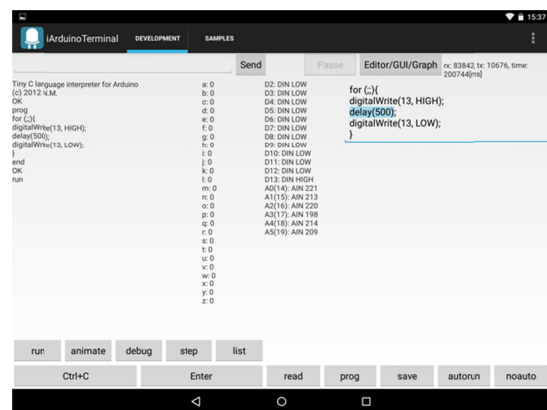 15:37
iArduinoTerminal DEVELOPMENT SAMPLES
Send Pause Editor/GUI/Graph rx: 83842, tx: 10676, time: 200744[ms]
Tiny C language interpreter for Arduino
(c) 2012 N.M.
OK
prog
for (;;){
digitalWrite(13, HIGH);
delay(500);
digitalWrite(13, LOW);
}
end
OK
run
a: 0
b: 0
c: 0
d: 0
e: 0
f: 0
g: 0
h: 0
i: 0
j: 0
k: 0
l: 0
m: 0
n: 0
o: 0
p: 0
q: 0
r: 0
s: 0
t: 0
u: 0
v: 0
w: 0
x: 0
y: 0
z: 0
D2: DIN LOW
D3: DIN LOW
D4: DIN LOW
D5: DIN LOW
D6: DIN LOW
D7: DIN LOW
D8: DIN LOW
D9: DIN LOW
D10: DIN LOW
D11: DIN LOW
D12: DIN LOW
D13: DIN HIGH
A0(14): AIN 221
A1(15): AIN 213
A2(16): AIN 220
A3(17): AIN 198
A4(18): AIN 214
A5(19): AIN 209
for (;;){
digitalWrite(13, HIGH);
delay(500);
digitalWrite(13, LOW);
}
run animate debug step list
Ctrl+C Enter read prog save autorun noauto